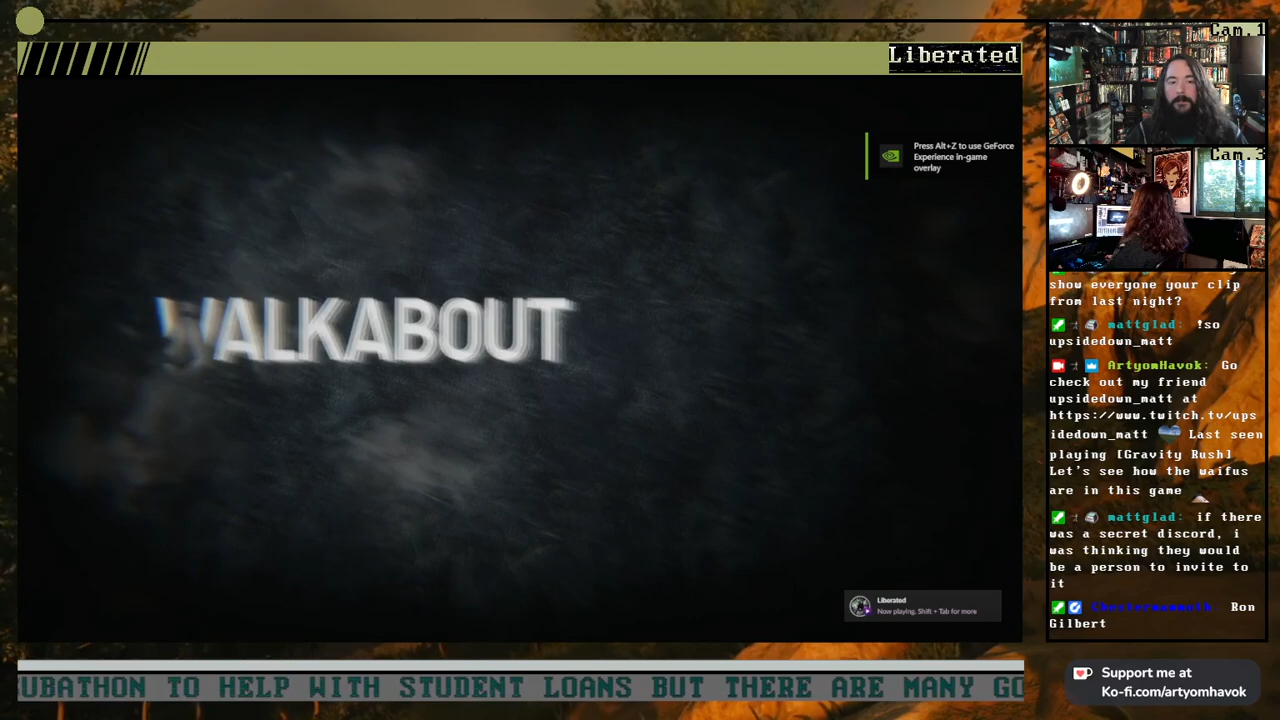 Liberated
Cam.1
Press Alt+Z to use GeForce
Experience in-game
overlay
WALKABOUT
Liberated
Now playing. Shift + Tab for more
Cam.3
show everyone your clip
from last night?
mattglad: !so
upsidedown_matt
ArtyomHavok: Go
check out my friend
upsidedown_matt at
https://www.twitch.tv/ups
idedown_matt Last seen
playing [Gravity Rush]
Let's see how the waifus
are in this game
mattglad: if there
was a secret discord, i
was thinking they would
be a person to invite to
it
Ron
Gilbert
UBATHON TO HELP WITH STUDENT LOANS BUT THERE ARE MANY GO
Support me at
Ko-fi.com/artyomhavok